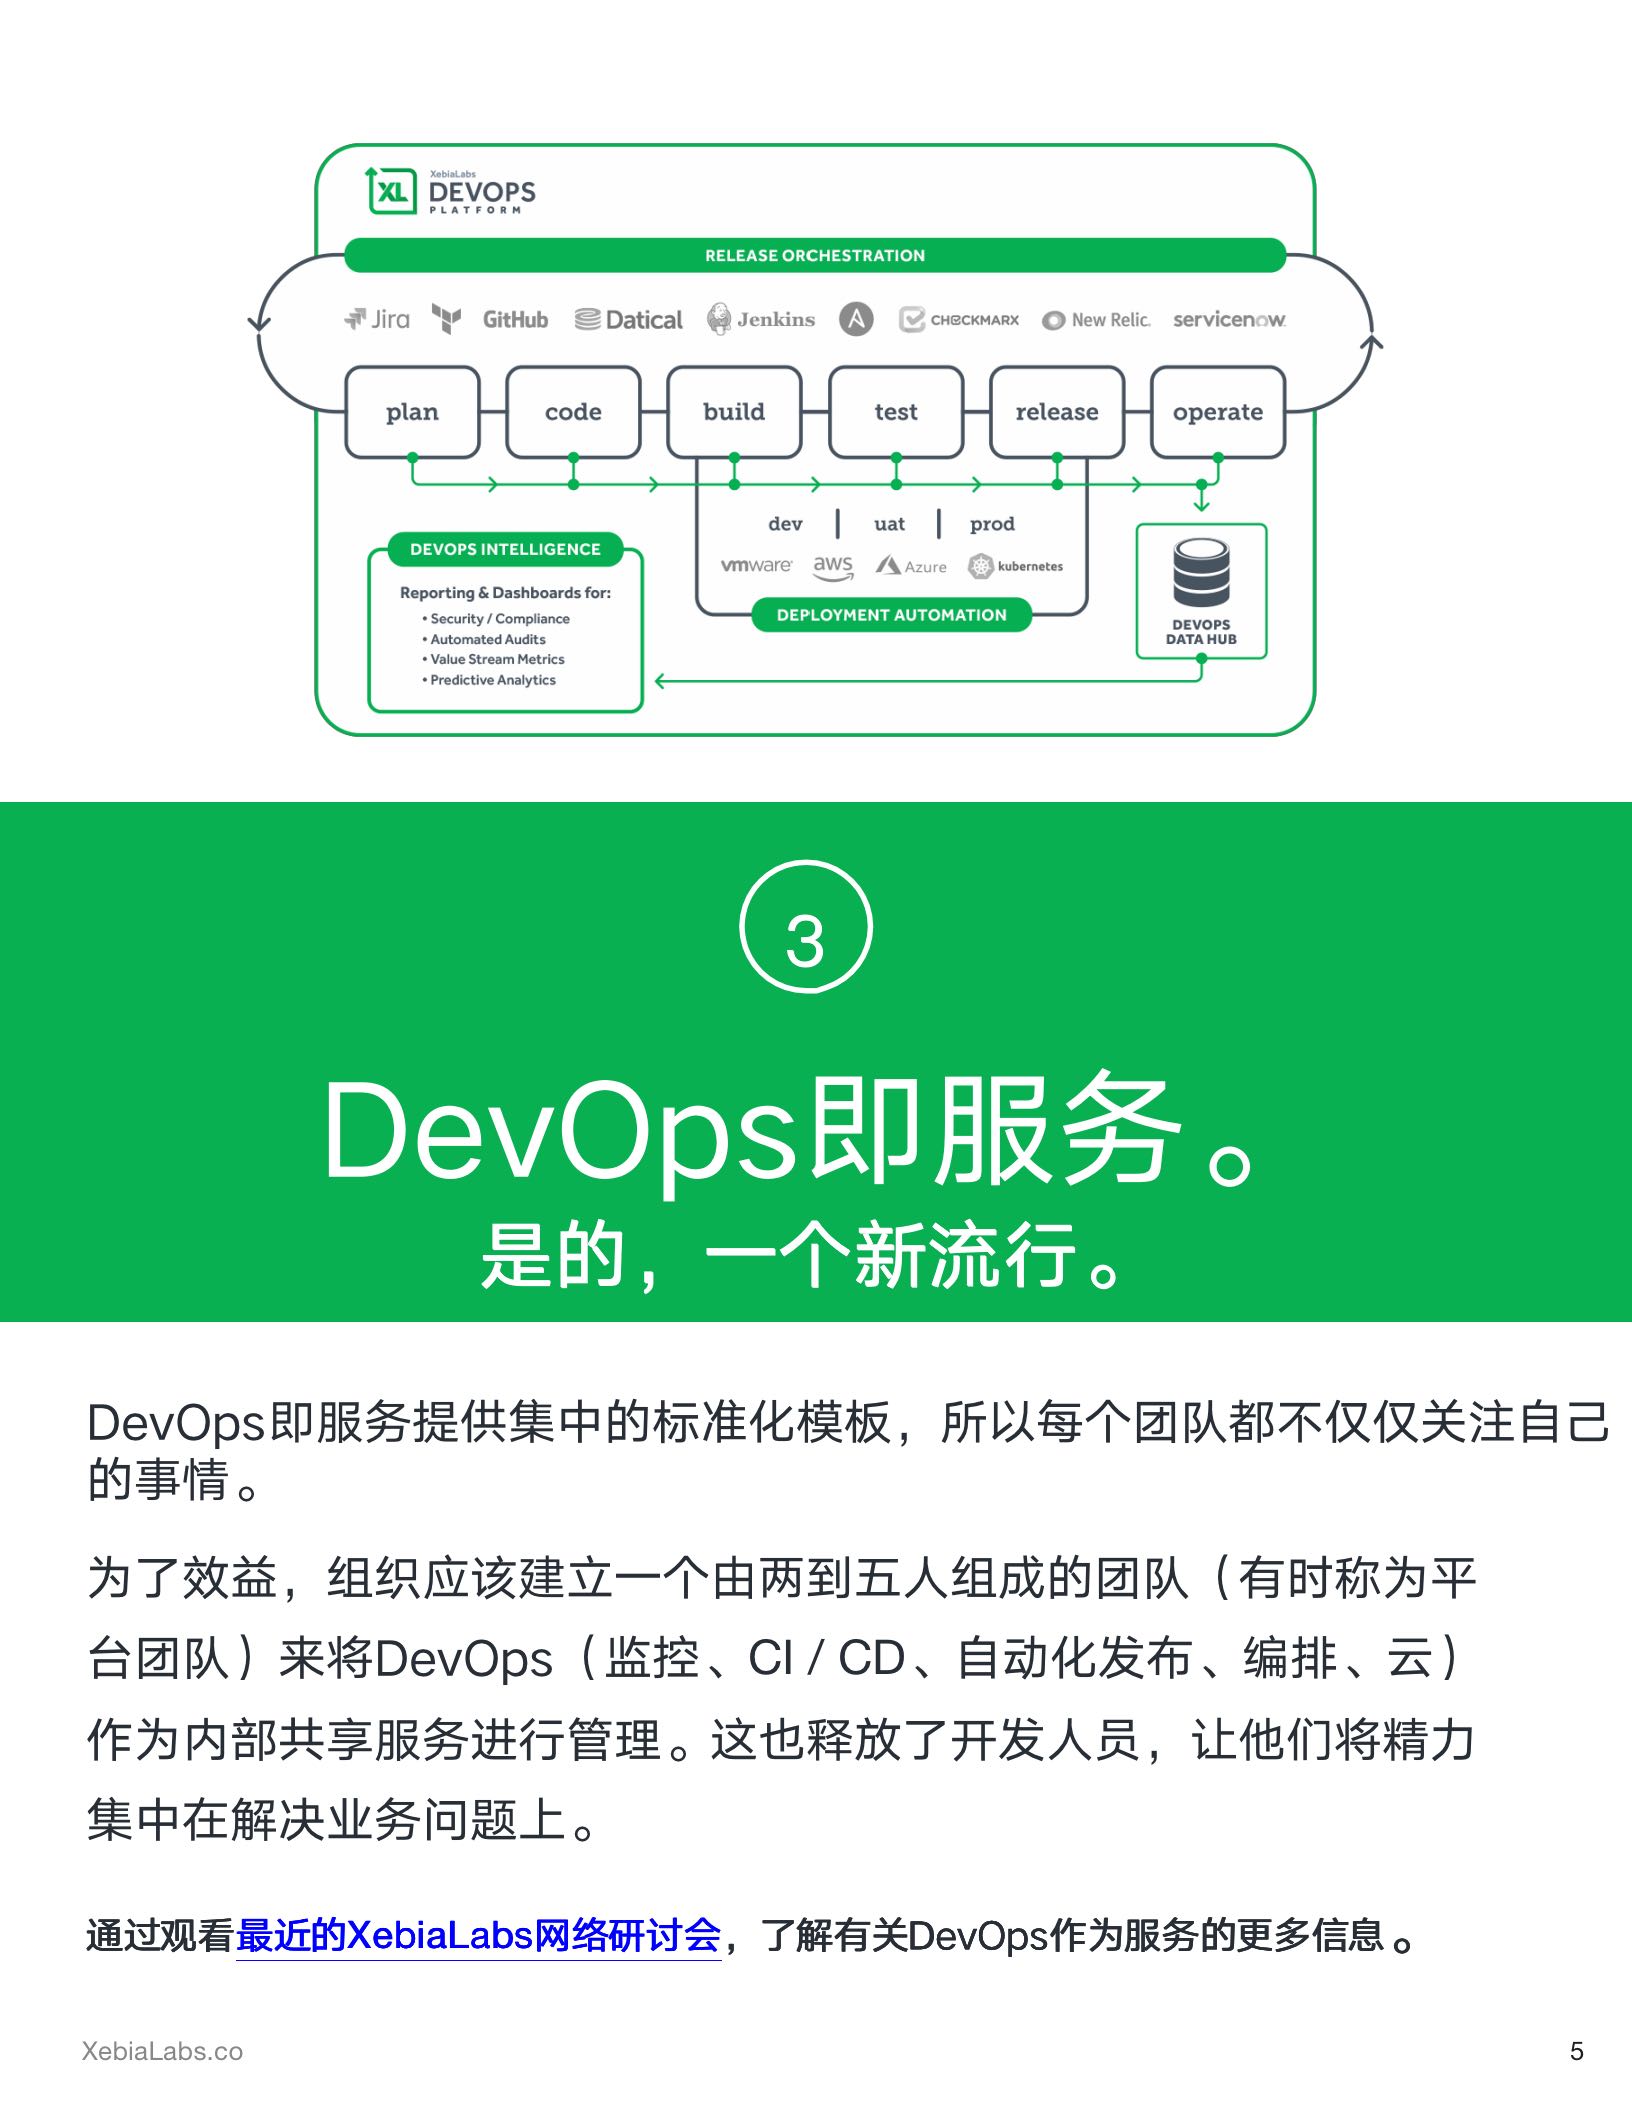 XL
XebiaLabs
DEVOPS
PLATFORM
RELEASE ORCHESTRATION
Jira GitHub Datical Jenkins A CHECKMARX New Relic. servicenow
plan code build test release operate
dev | uat | prod
vmware aws Azure kubernetes
DEPLOYMENT AUTOMATION
DEVOPS INTELLIGENCE
Reporting & Dashboards for:
• Security / Compliance
• Automated Audits
• Value Stream Metrics
• Predictive Analytics
DEVOPS
DATA HUB
3
DevOps即服务。
是的，一个新流行。
DevOps即服务提供集中的标准化模板，所以每个团队都不仅仅关注自己
的事情。
为了效益，组织应该建立一个由两到五人组成的团队（有时称为平
台团队）来将DevOps（监控、CI / CD、自动化发布、编排、云）
作为内部共享服务进行管理。这也释放了开发人员，让他们将精力
集中在解决业务问题上。
通过观看最近的XebiaLabs网络研讨会，了解有关DevOps作为服务的更多信息。
XebiaLabs.co
5